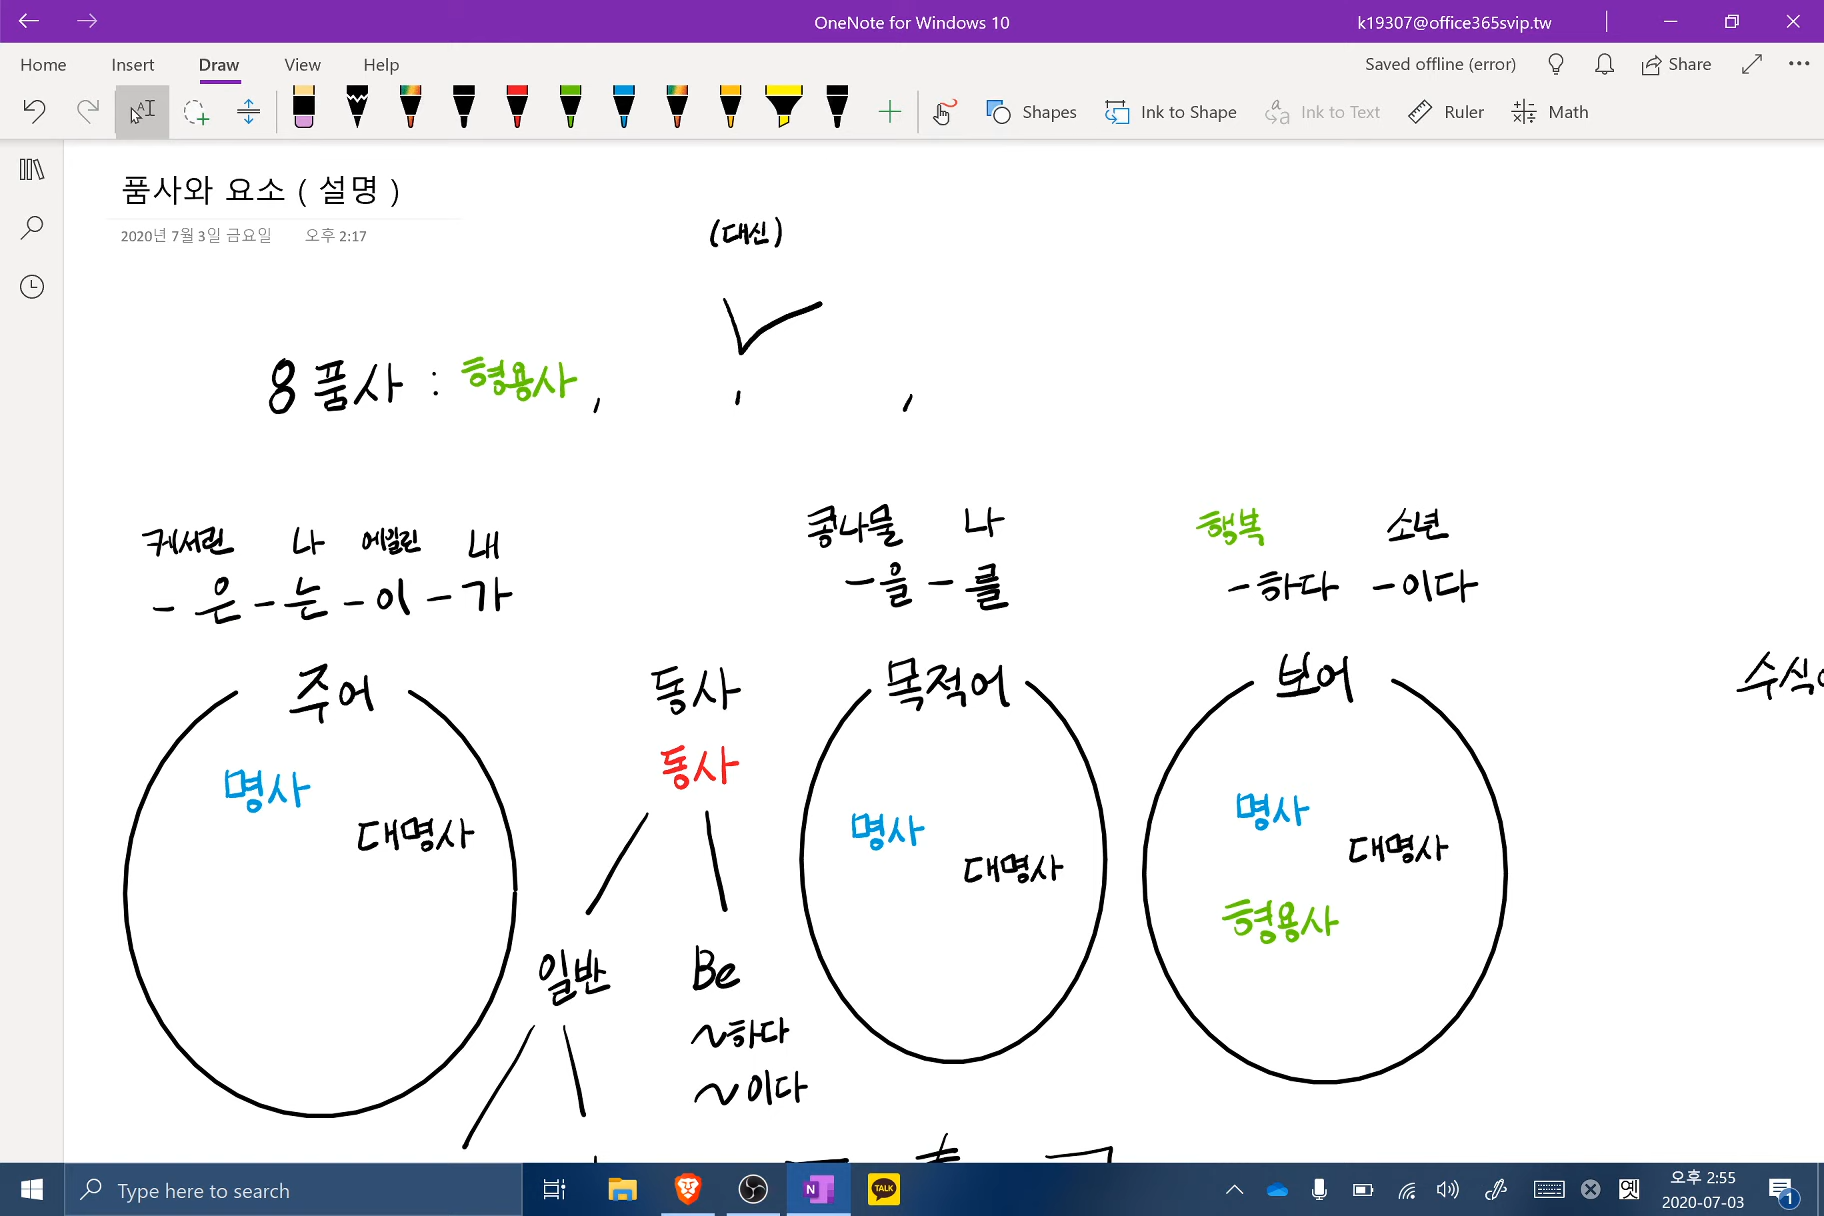 OneNote for Windows 10
k19307@office365svip.tw
Home Insert Draw View Help
Saved offline (error) Share
Shapes Ink to Shape Ink to Text Ruler Math
품사와 요소 ( 설명 )
2020년 7월 3일 금요일 오후 2:17
(대신)
8 품사 : 형용사, , ,
케서린 나 에일린 내
-은 -는 -이 -가
콩나물 나
-을 -를
행복 소년
-하다 -이다
주어 동사 목적어 보어
동사
명사 대명사
명사 대명사
명사 대명사
형용사
일반 Be
~하다
~이다
Type here to search
TALK
N
옛
오후 2:55
2020-07-03
1